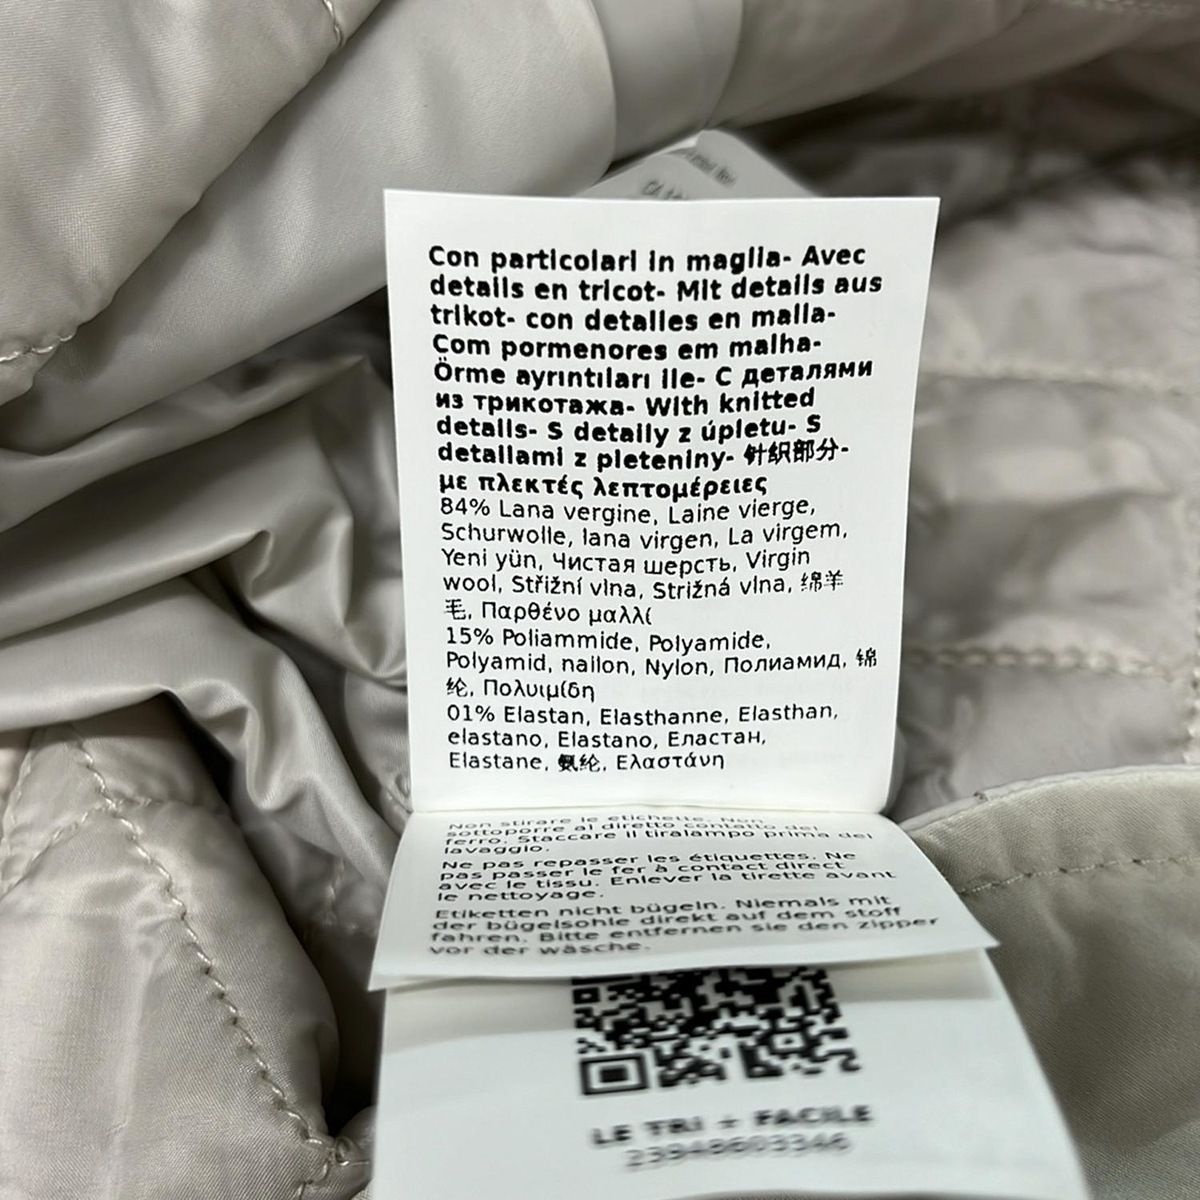 Con particolari in maglia- Avec
details en tricot- Mit details aus
trikot- con detalles en malla-
Com pormenores em malha-
Örme ayrıntıları ile- С деталями
из трикотажа- With knitted
details- S detaily z úpletu- S
detailami z pleteniny- 针织部分-
με πλεκτές λεπτομέρειες
84% Lana vergine, Laine vierge,
Schurwolle, lana virgen, La virgem,
Yeni yün, Чистая шерсть, Virgin
wool, Střižní vlna, Strižná vlna, 绵羊
毛, Παρθένο μαλλί
15% Poliammide, Polyamide,
Polyamid, nailon, Nylon, Полиамид, 锦
纶, Πολυιμίδη
01% Elastan, Elasthanne, Elasthan,
elastano, Elastano, Еластан,
Elastane, 氨纶, Ελαστάνη
Non stirare le etichette. Non
sottoporre al diretto contatto del
ferro. Staccare il tiralampo prima del
lavaggio.
Ne pas repasser les étiquettes. Ne
pas passer le fer à contact direct
avec le tissu. Enlever la tirette avant
le nettoyage.
Etiketten nicht bügeln. Niemals mit
der bügelsohle direkt auf dem stoff
fahren. Bitte entfernen sie den zipper
vor der wäsche.
LE TRI + FACILE
23948603346